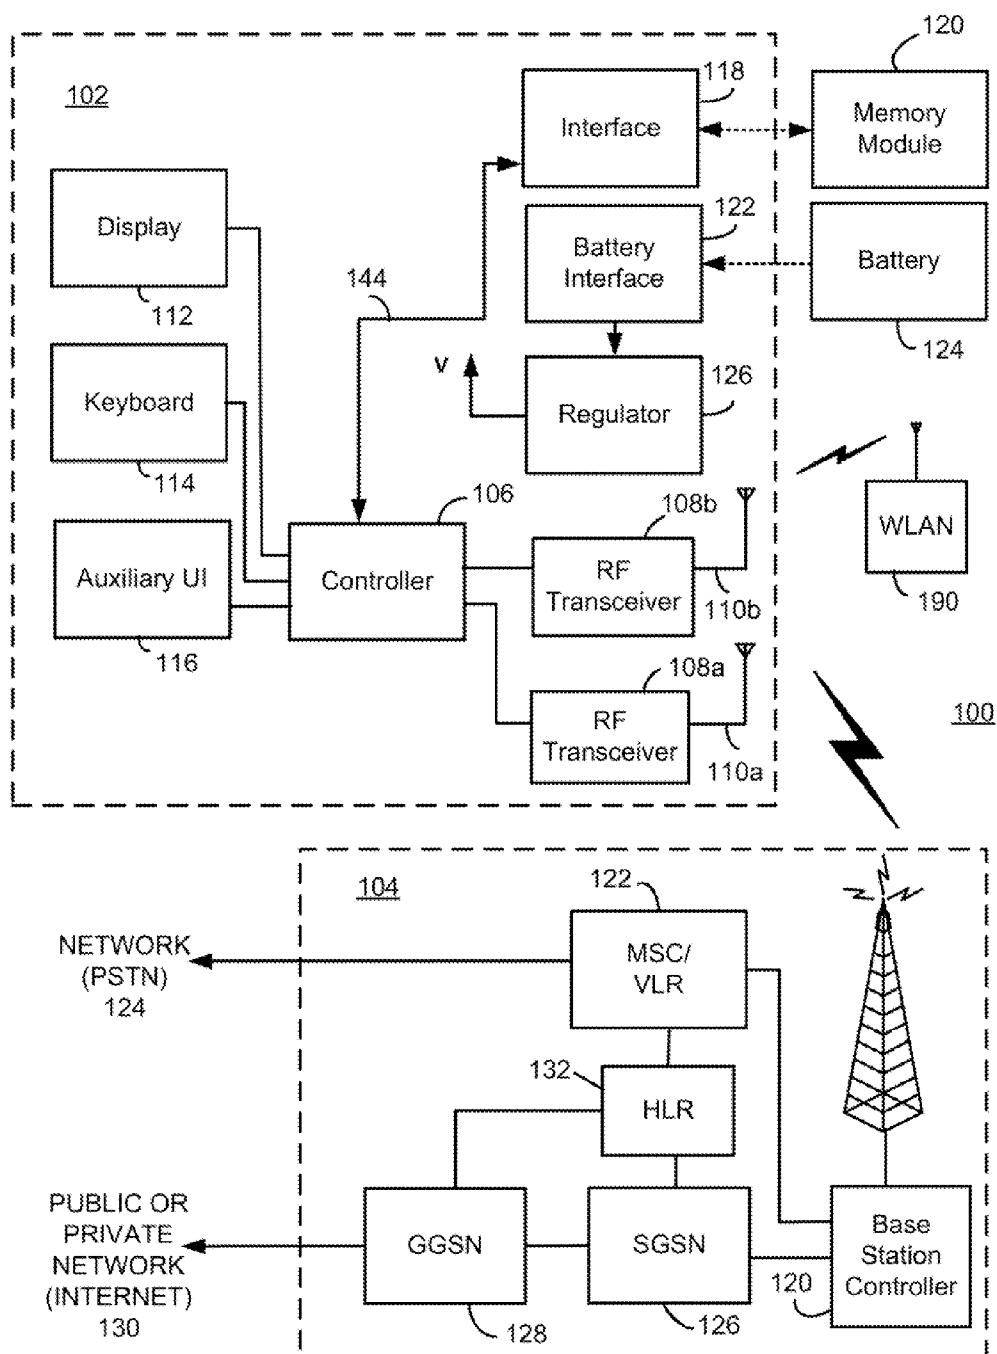 120
102
118
Interface
Memory
Module
Display
122
Battery
Interface
Battery
144
112
124
V
126
Keyboard
Regulator
114
106
108b
WLAN
Auxiliary UI
Controller
RF
Transceiver
110b
190
116
108a
100
RF
Transceiver
110a
104
122
NETWORK
(PSTN)
124
MSC/
VLR
132
HLR
PUBLIC OR
PRIVATE
NETWORK
(INTERNET)
130
GGSN
SGSN
Base
Station
Controller
120
128
126